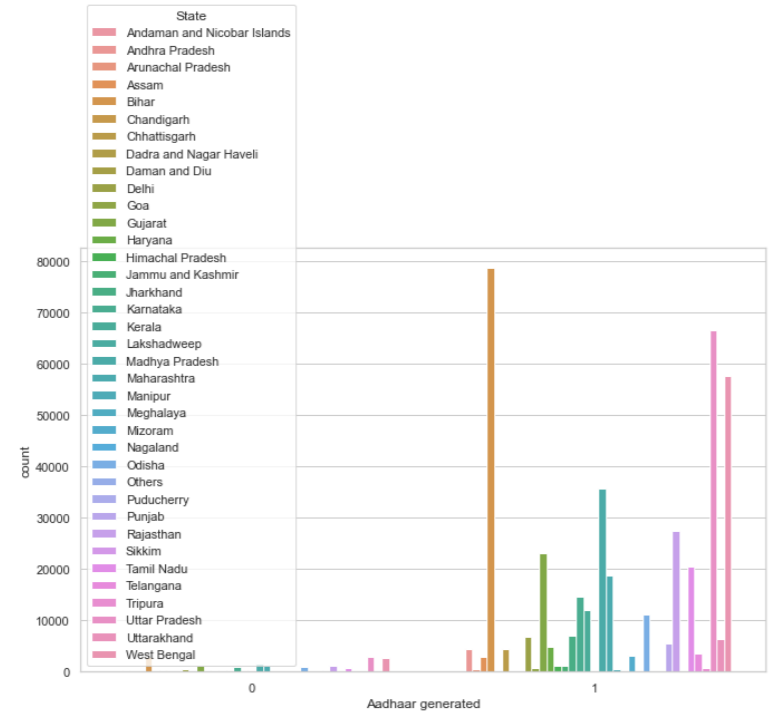 State
Andaman and Nicobar Islands
Andhra Pradesh
Arunachal Pradesh
Assam
Bihar
Chandigarh
Chhattisgarh
Dadra and Nagar Haveli
Daman and Diu
Delhi
Goa
Gujarat
Haryana
Himachal Pradesh
Jammu and Kashmir
Jharkhand
Karnataka
Kerala
Lakshadweep
Madhya Pradesh
Maharashtra
Manipur
Meghalaya
Mizoram
Nagaland
Odisha
Others
Puducherry
Punjab
Rajasthan
Sikkim
Tamil Nadu
Telangana
Tripura
Uttar Pradesh
Uttarakhand
West Bengal
80000
70000
60000
50000
40000
30000
20000
10000
0
count
0 1
Aadhaar generated